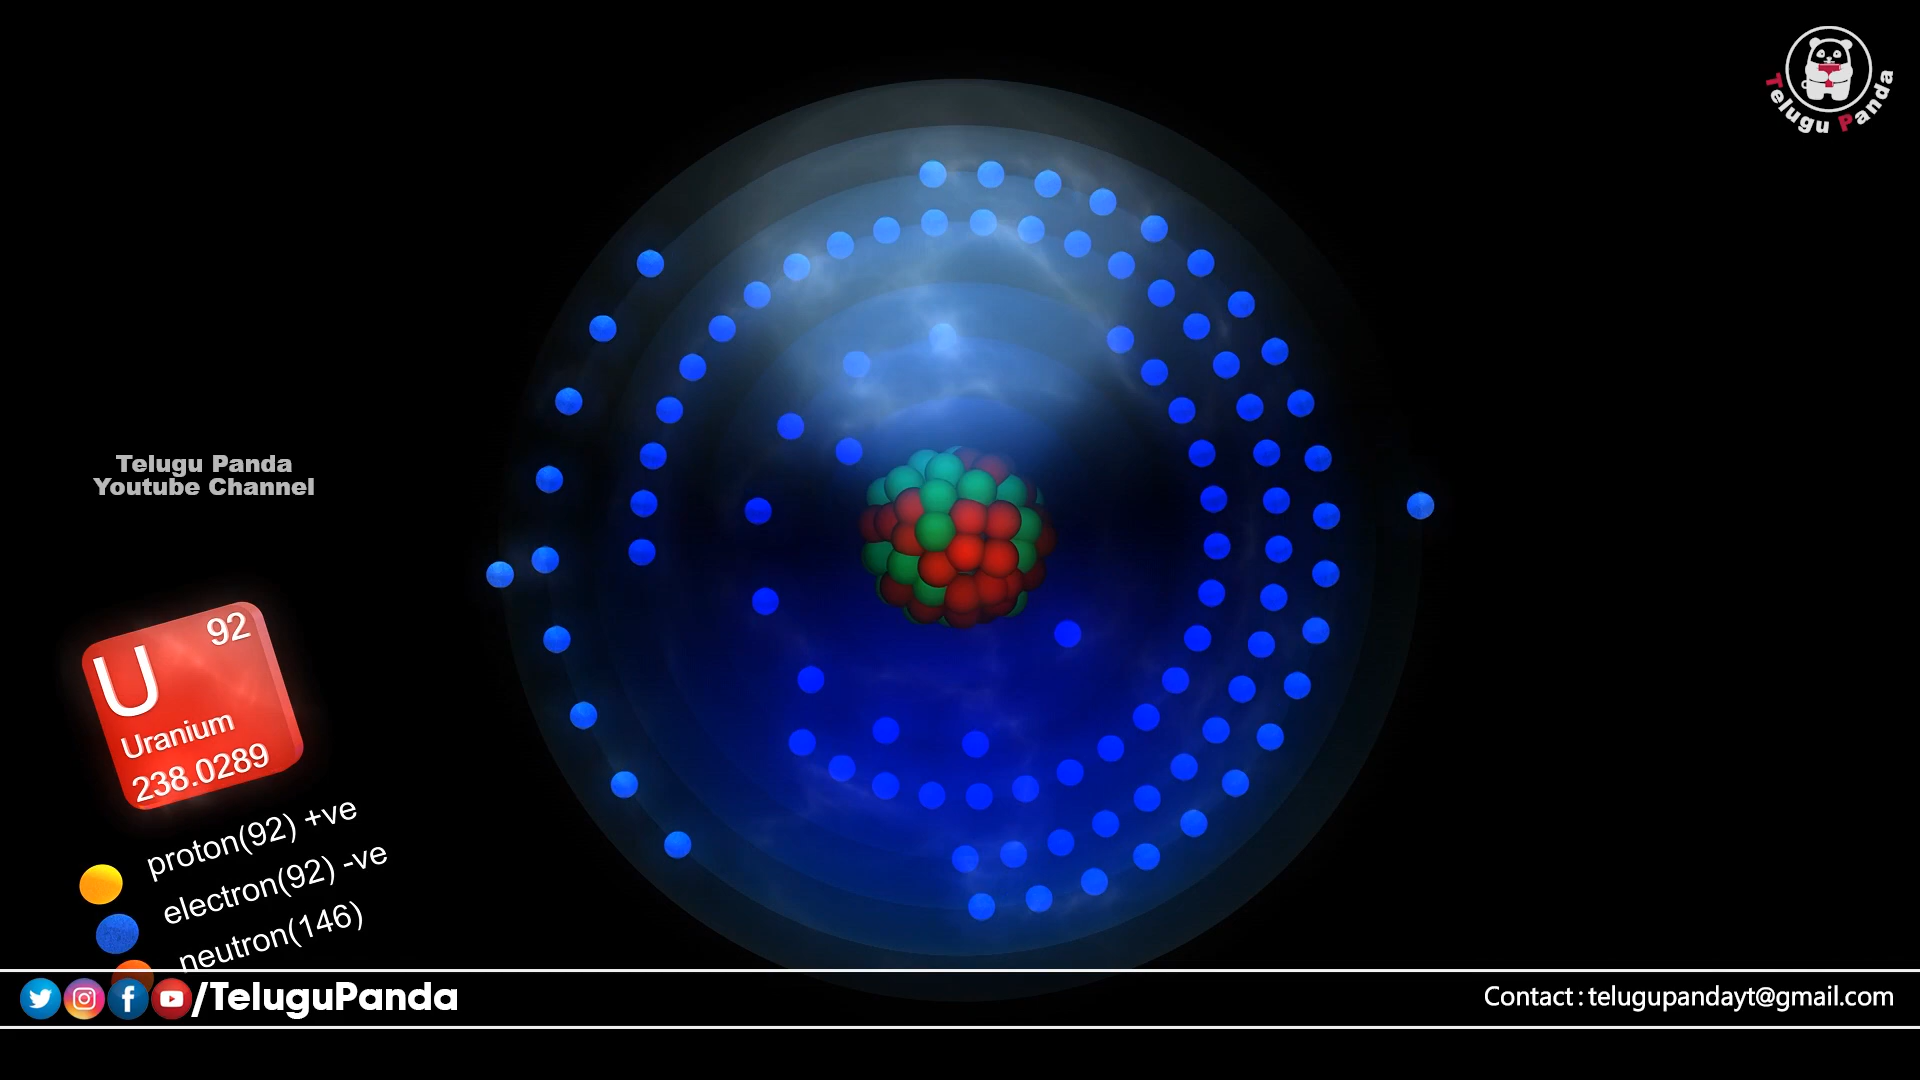 Telugu Panda
Telugu Panda
Youtube Channel
92
U
Uranium
238.0289
proton(92) +ve
electron(92) -ve
neutron(146)
/TeluguPanda
Contact : telugupandayt@gmail.com